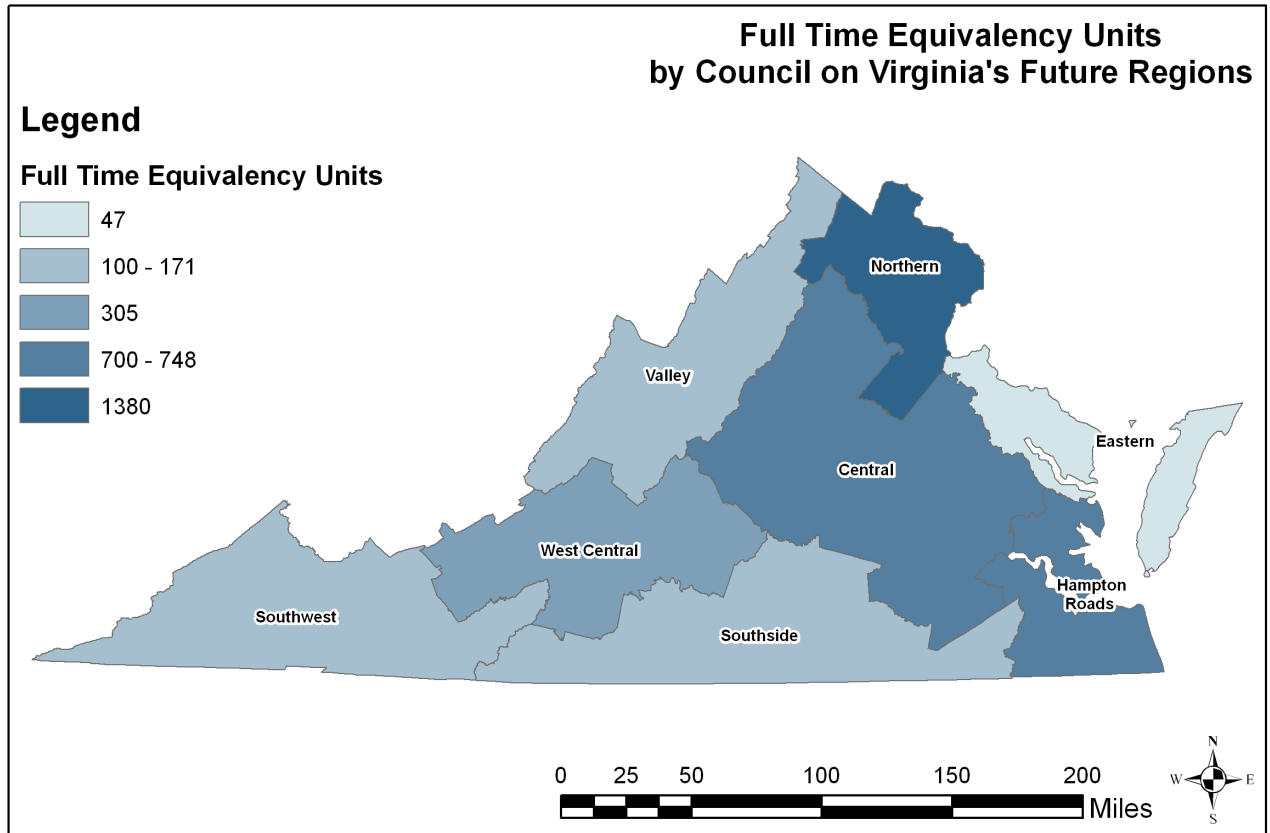 Full Time Equivalency Units
by Council on Virginia's Future Regions
Legend
Full Time Equivalency Units
47
100 - 171
305
700 - 748
1380
Northern
Valley
Eastern
Central
West Central
Hampton
Roads
Southwest
Southside
0 25 50 100 150 200
Miles
N
W E
S